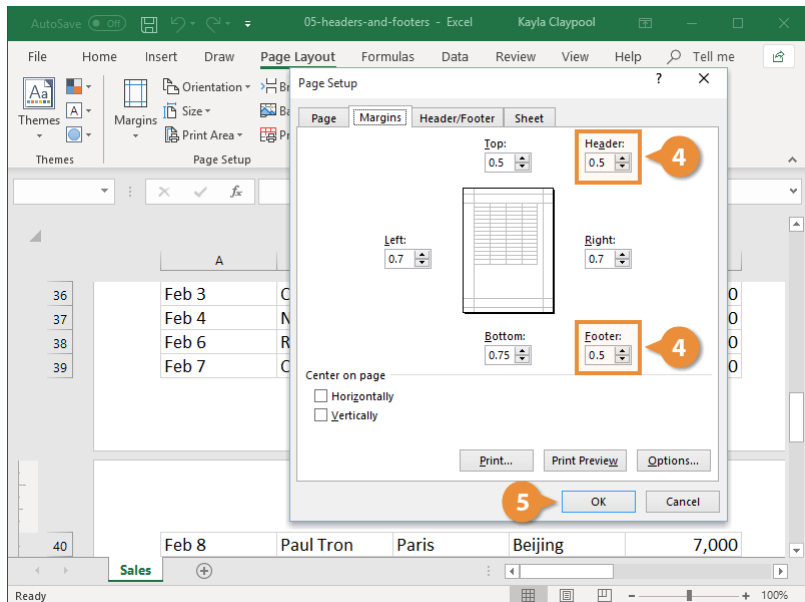 AutoSave Off 05-headers-and-footers - Excel Kayla Claypool
File Home Insert Draw Page Layout Formulas Data Review View Help Tell me
Themes
A
Margins
Orientation
Size
Print Area
Themes
Page Setup
Page Setup ? ×
Page Margins Header/Footer Sheet
Top: Header:
0.5 0.5 4
Left: Right:
0.7 0.7
Bottom: Footer:
0.75 0.5 4
Center on page
Horizontally
Vertically
Print... Print Preview Options...
5 OK Cancel
fx
A
36 Feb 3
37 Feb 4
38 Feb 6
39 Feb 7
40 Feb 8 Paul Tron Paris Beijing 7,000
Sales
Ready 100%